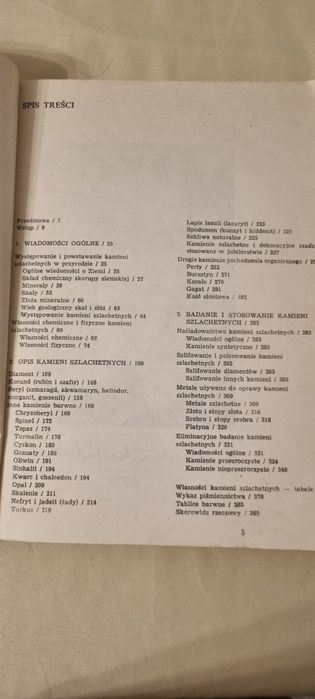 SPIS TREŚCI
Przedmowa / 7
Wstęp / 9
1. WIADOMOŚCI OGÓLNE / 25
Występowanie i powstawanie kamieni
szlachetnych w przyrodzie / 25
Ogólne wiadomości o Ziemi / 25
Skład chemiczny skorupy ziemskiej / 27
Minerały / 29
Skały / 53
Złoża mineralne / 60
Wiek geologiczny skał i złóż / 63
Występowanie kamieni szlachetnych / 64
Własności chemiczne i fizyczne kamieni
szlachetnych / 66
Własności chemiczne / 66
Własności fizyczne / 74
2. OPIS KAMIENI SZLACHETNYCH / 109
Diament / 109
Korund (rubin i szafir) / 148
Beryl (szmaragd, akwamaryn, heliodor,
morganit, goszenit) / 158
Inne kamienie barwne / 168
Chryzoberyl / 168
Spinel / 172
Topaz / 174
Turmalin / 178
Cyrkon / 183
Granaty / 186
Oliwin / 191
Sinhalit / 194
Kwarc i chalcedon / 194
Opal / 209
Skalenie / 211
Nefryt i jadeit (żady) / 214
Turkus / 219
Lapis lazuli (lazuryt) / 223
Spodumen (kunzyt i hiddenit) / 225
Szkliwa naturalne / 225
Kamienie szlachetne i dekoracyjne rzadziej
stosowane w jubilerstwie / 227
Drogie kamienie pochodzenia organicznego /
Perły / 252
Bursztyn / 271
Korale / 276
Gagat / 281
Kość słoniowa / 282
3. BADANIE I STOSOWANIE KAMIENI
SZLACHETNYCH / 283
Naśladownictwo kamieni szlachetnych / 283
Wiadomości ogólne / 283
Kamienie syntetyczne / 285
Szlifowanie i polerowanie kamieni
szlachetnych / 293
Szlifowanie diamentów / 293
Szlifowanie innych kamieni / 305
Metale używane do oprawy kamieni
szlachetnych / 309
Metale szlachetne / 309
Złoto i stopy złota / 310
Srebro i stopy srebra / 318
Platyna / 320
Eliminacyjne badanie kamieni
szlachetnych / 321
Wiadomości ogólne / 321
Kamienie przezroczyste / 324
Kamienie nieprzezroczyste / 348
Własności kamieni szlachetnych — tabele
Wykaz piśmiennictwa / 378
Tablice barwne / 383
Skorowidz rzeczowy / 385
5